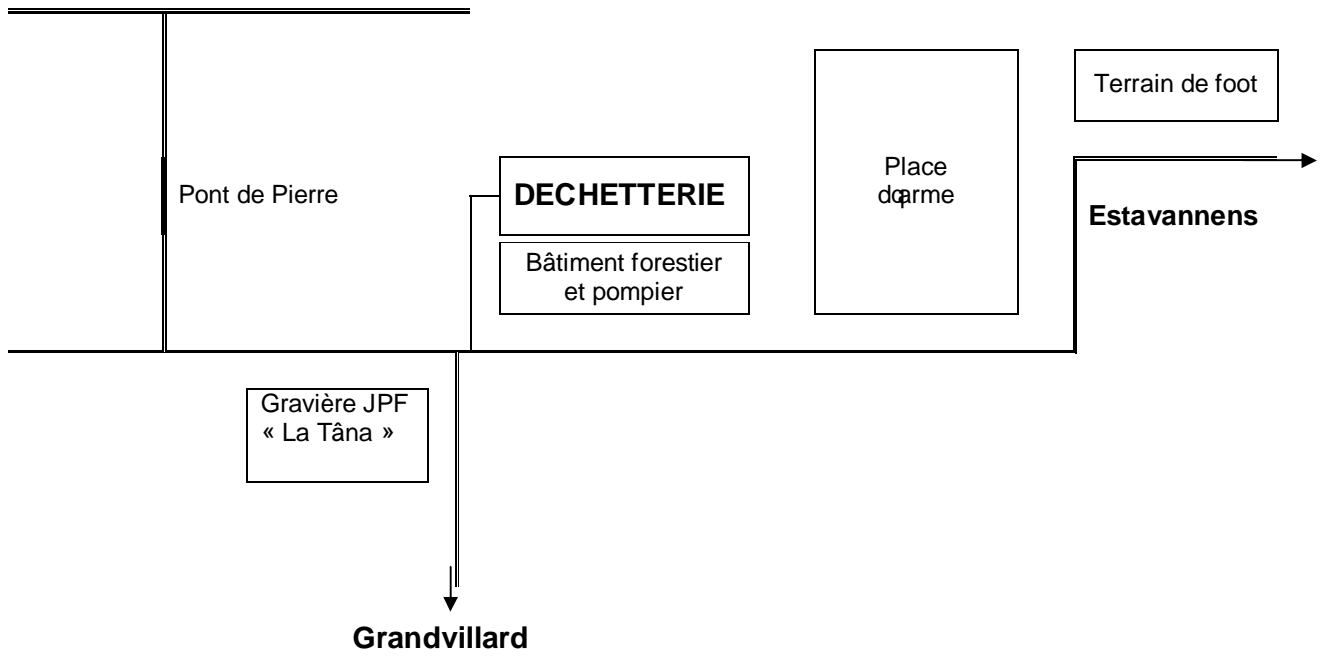 Terrain de foot
Pont de Pierre
DECHETTERIE
Place
Estavannens
Bâtiment forestier
et pompier
Gravière JPF
« La Tâna »
Grandvillard